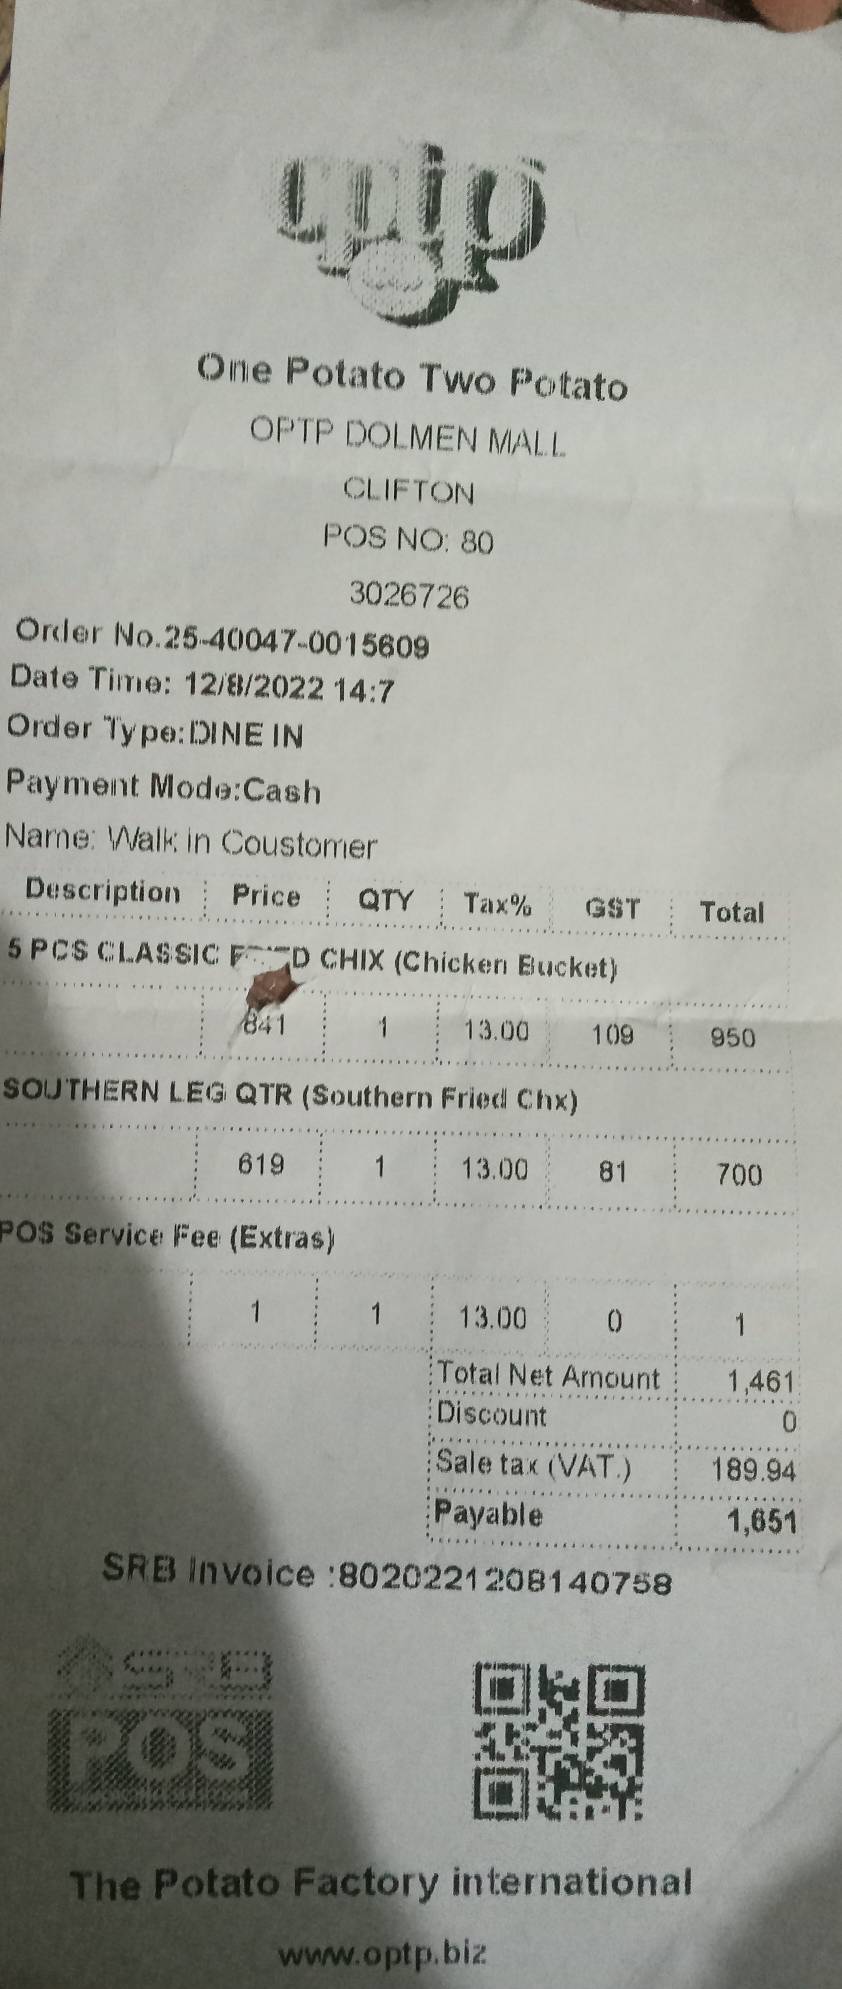 optp
One Potato Two Potato
OPTP DOLMEN MALL
CLIFTON
POS NO: 80
3026726
Order No.25-40047-0015609
Date Time: 12/8/2022 14:7
Order Type:DINE IN
Payment Mode:Cash
Name: Walk in Coustomer
Description Price QTY Tax% GST Total
5 PCS CLASSIC CHIX (Chicken Bucket)
841 1 13.00 109 950
SOUTHERN LEG QTR (Southern Fried Chx)
619 1 13.00 81 700
POS Service Fee (Extras)
1 1 13.00 0 1
Total Net Amount 1,461
Discount 0
Sale tax (VAT.) 189.94
Payable 1,651
SRB Invoice :8020221208140758
SRB
POS
The Potato Factory international
www.optp.biz